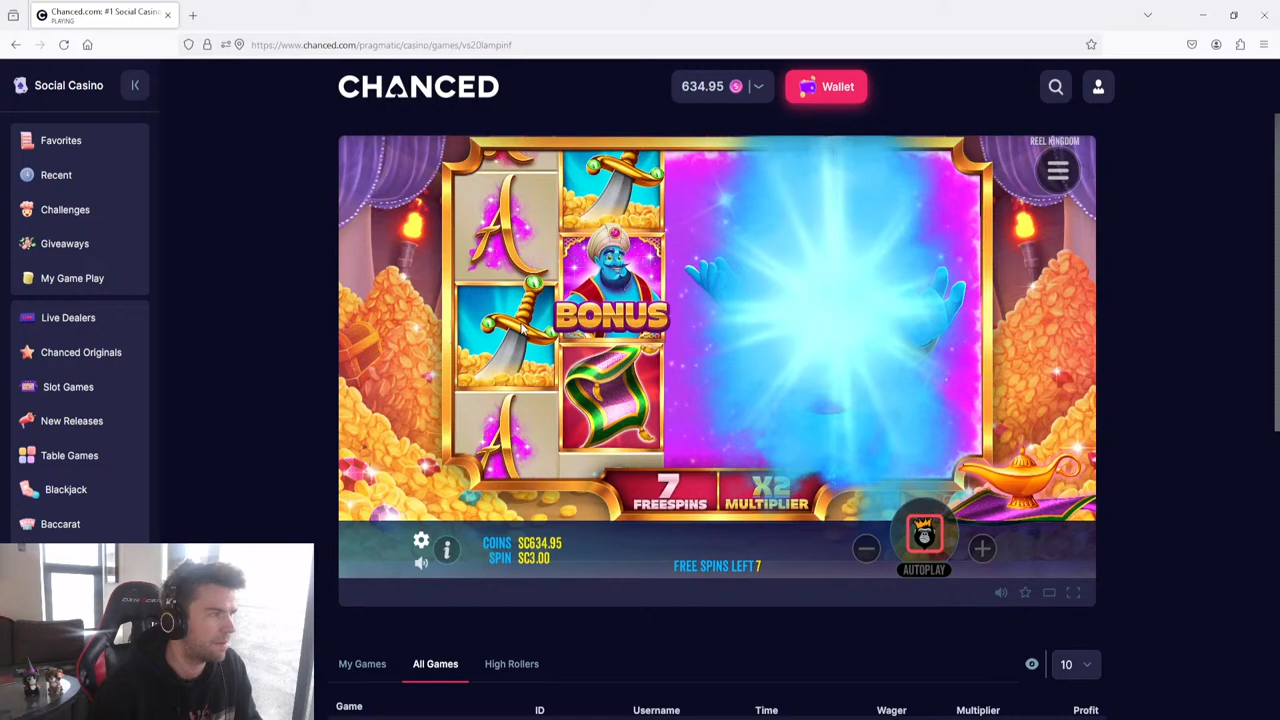 Chanced.com: #1 Social Casino
PLAYING
https://www.chanced.com/pragmatic/casino/games/vs20lampinf
Social Casino
CHANCED
634.95
Wallet
Favorites
Recent
Challenges
Giveaways
My Game Play
Live Dealers
Chanced Originals
Slot Games
New Releases
Table Games
Blackjack
Baccarat
REEL KINGDOM
A
BONUS
A
7 FREESPINS
X2 MULTIPLIER
COINS SC634.95
SPIN SC3.00
FREE SPINS LEFT 7
AUTOPLAY
My Games All Games High Rollers
10
Game ID Username Time Wager Multiplier Profit